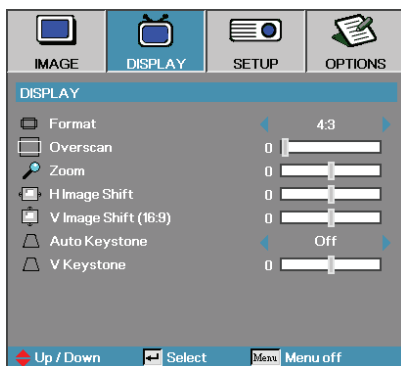 IMAGE DISPLAY SETUP OPTIONS
DISPLAY
Format 4:3
Overscan 0
Zoom 0
H Image Shift 0
V Image Shift (16:9) 0
Auto Keystone Off
V Keystone 0
Up / Down Select Menu Menu off